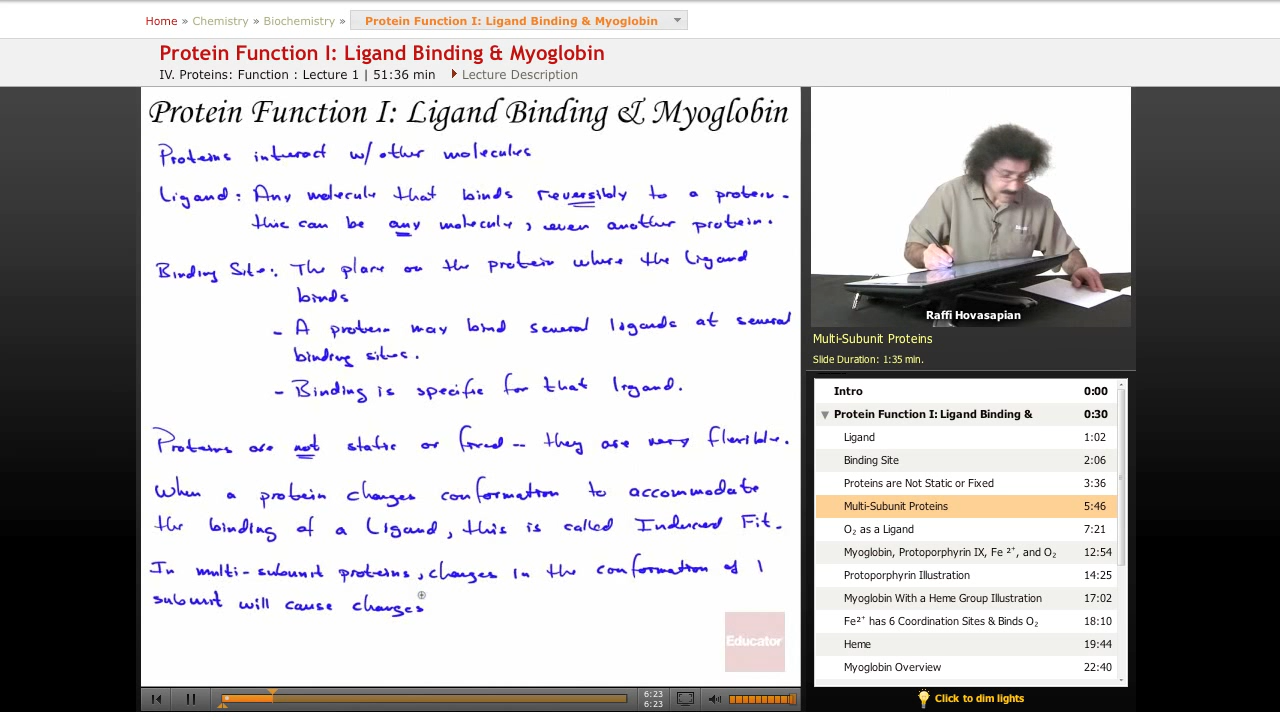 Home » Chemistry » Biochemistry » Protein Function I: Ligand Binding & Myoglobin
Protein Function I: Ligand Binding & Myoglobin
IV. Proteins: Function : Lecture 1 | 51:36 min Lecture Description
Protein Function I: Ligand Binding & Myoglobin
Proteins interact w/ other molecules
Ligand: Any molecule that binds reversibly to a protein.
this can be any molecule, even another protein.
Binding Site: The place on the protein where the Ligand
binds
- A protein may bind several ligands at several
binding sites.
- Binding is specific for that ligand.
Proteins are not static or fixed -- they are very flexible.
When a protein changes conformation to accommodate
the binding of a Ligand, this is called Induced Fit.
In multi-subunit proteins, changes in the conformation of 1
subunit will cause changes
Educator
6:23
6:23
Raffi Hovasapian
Multi-Subunit Proteins
Slide Duration: 1:35 min.
Intro 0:00
Protein Function I: Ligand Binding & 0:30
Ligand 1:02
Binding Site 2:06
Proteins are Not Static or Fixed 3:36
Multi-Subunit Proteins 5:46
O₂ as a Ligand 7:21
Myoglobin, Protoporphyrin IX, Fe ²⁺, and O₂ 12:54
Protoporphyrin Illustration 14:25
Myoglobin With a Heme Group Illustration 17:02
Fe²⁺ has 6 Coordination Sites & Binds O₂ 18:10
Heme 19:44
Myoglobin Overview 22:40
Click to dim lights